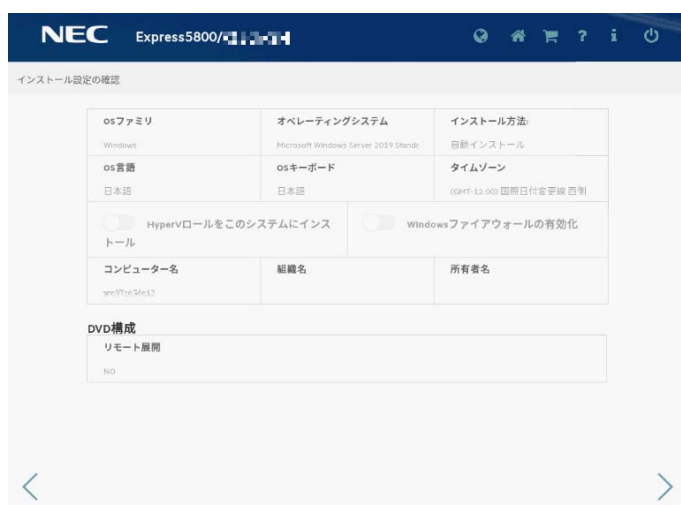 NEC Express5800/
インストール設定の確認
OSファミリ オペレーティングシステム インストール方法:
Windows Microsoft Windows Server 2019 Standc 自動インストール
OS言語 OSキーボード タイムゾーン
日本語 日本語 (GMT-12:00) 国際日付変更線 西側
HyperVロールをこのシステムにインス Windowsファイアウォールの有効化
トール
コンピューター名 組織名 所有者名
DVD構成
リモート展開
NO